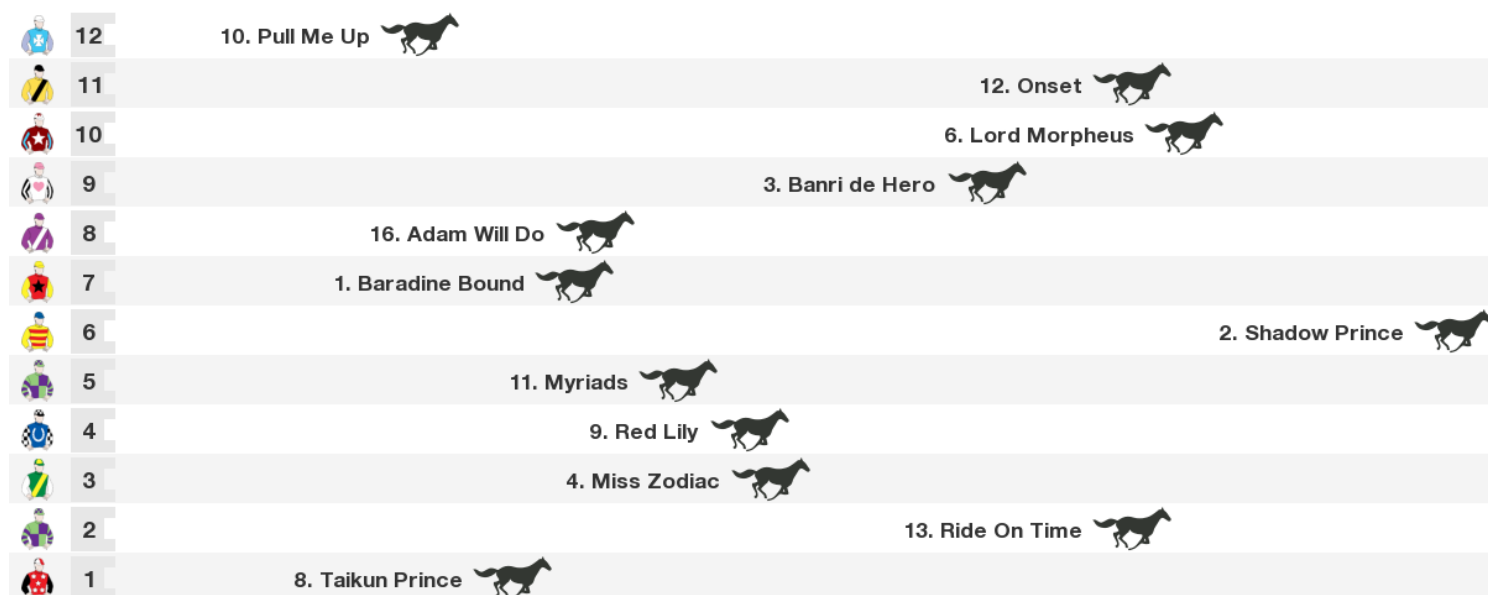 12 10. Pull Me Up
11 12. Onset
10 6. Lord Morpheus
9 3. Banri de Hero
8 16. Adam Will Do
7 1. Baradine Bound
6 2. Shadow Prince
5 11. Myriads
4 9. Red Lily
3 4. Miss Zodiac
2 13. Ride On Time
1 8. Taikun Prince